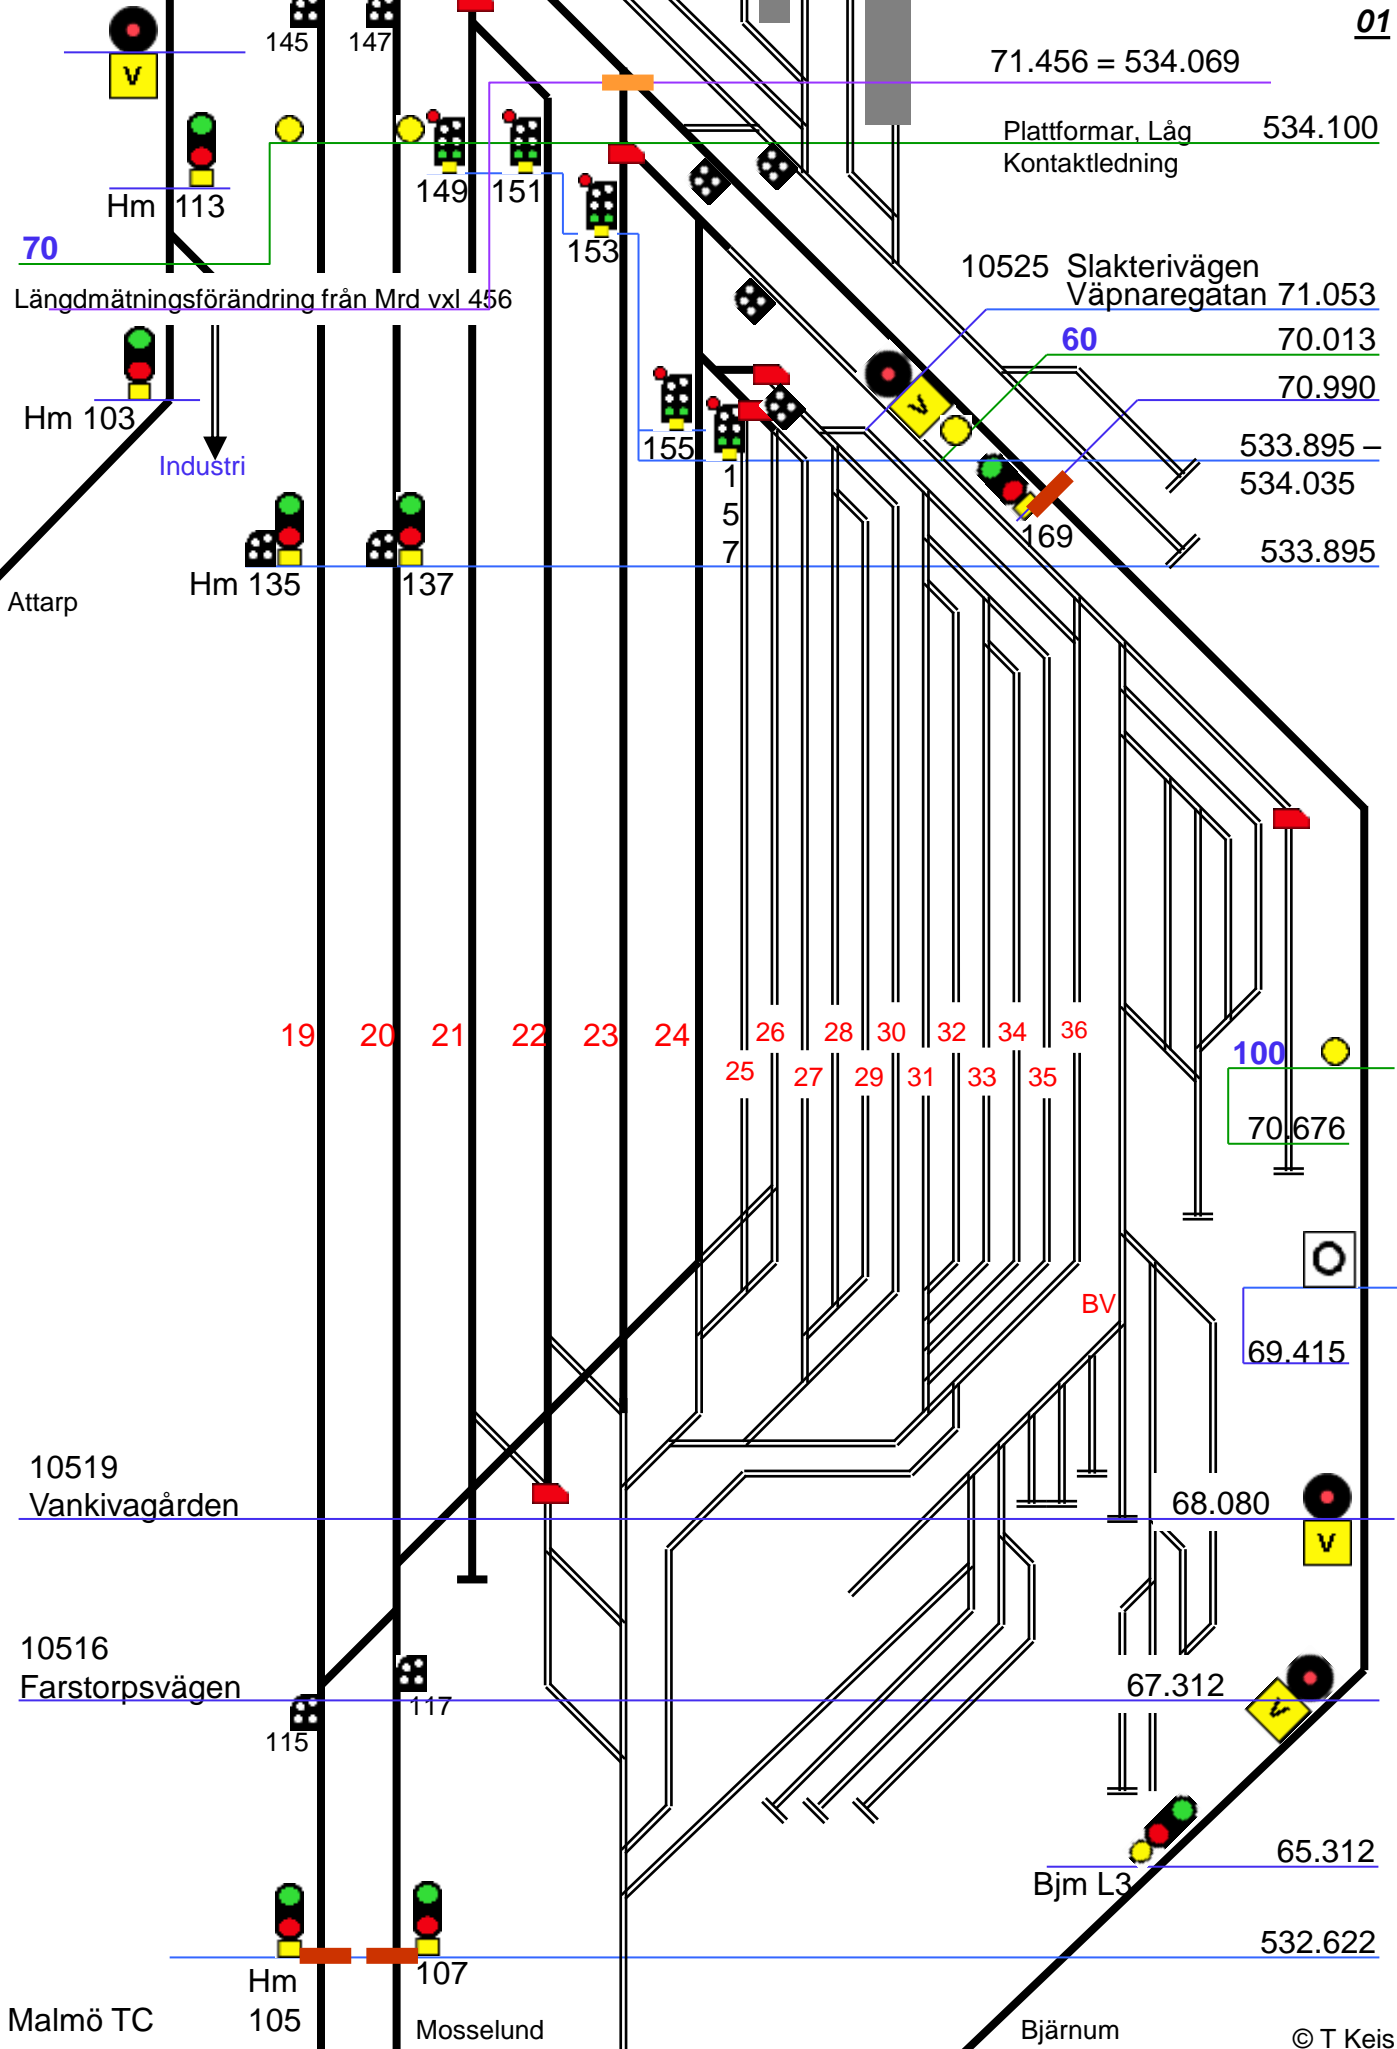 01
145
147
V
71.456 = 534.069
Plattformar, Låg
Kontaktledning
534.100
149
151
Hm 113
70
153
10525 Slakterivägen
Väpnaregatan 71.053
Längdmätningsförändring från Mrd vxl 456
60
70.013
70.990
V
Hm 103
155
157
Industri
533.895 –
534.035
169
533.895
Hm 135
137
Attarp
19
20
21
22
23
24
25
26
27
28
29
30
31
32
33
34
35
36
100
70.676
BV
69.415
10519
Vankivagården
68.080
V
10516
Farstorpsvägen
67.312
V
117
115
65.312
Bjm L3
532.622
107
Hm
105
Malmö TC
Mosselund
Bjärnum
© T Keis